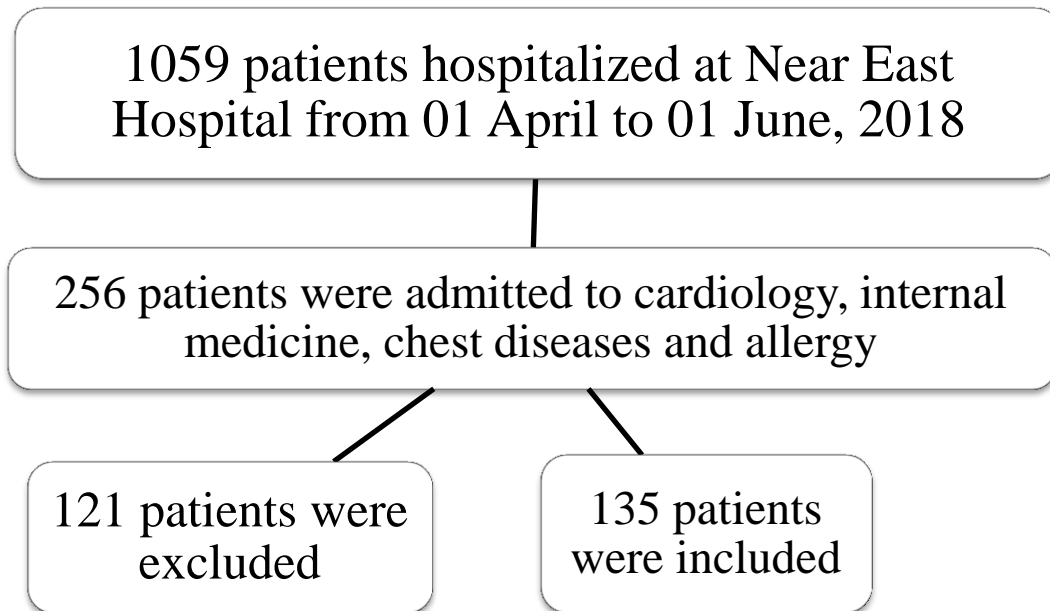 1059 patients hospitalized at Near East
Hospital from 01 April to 01 June, 2018
256 patients were admitted to cardiology, internal
medicine, chest diseases and allergy
121 patients were
excluded
135 patients
were included